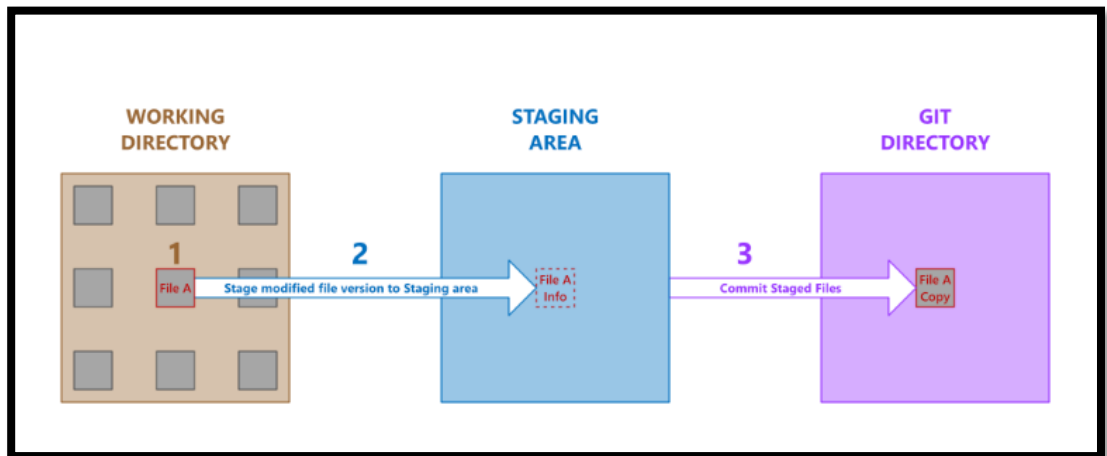 WORKING
DIRECTORY
STAGING
AREA
GIT
DIRECTORY
1
2
3
File A
Stage modified file version to Staging area
File A
Info
Commit Staged Files
File A
Copy